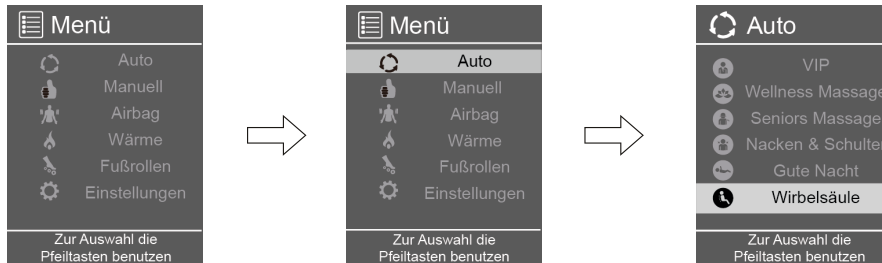 Menü
Auto
Manuell
Airbag
Wärme
Fußrollen
Einstellungen
Zur Auswahl die
Pfeiltasten benutzen
Menü
Auto
Manuell
Airbag
Wärme
Fußrollen
Einstellungen
Zur Auswahl die
Pfeiltasten benutzen
Auto
VIP
Wellness Massage
Seniors Massage
Nacken & Schulter
Gute Nacht
Wirbelsäule
Zur Auswahl die
Pfeiltasten benutzen